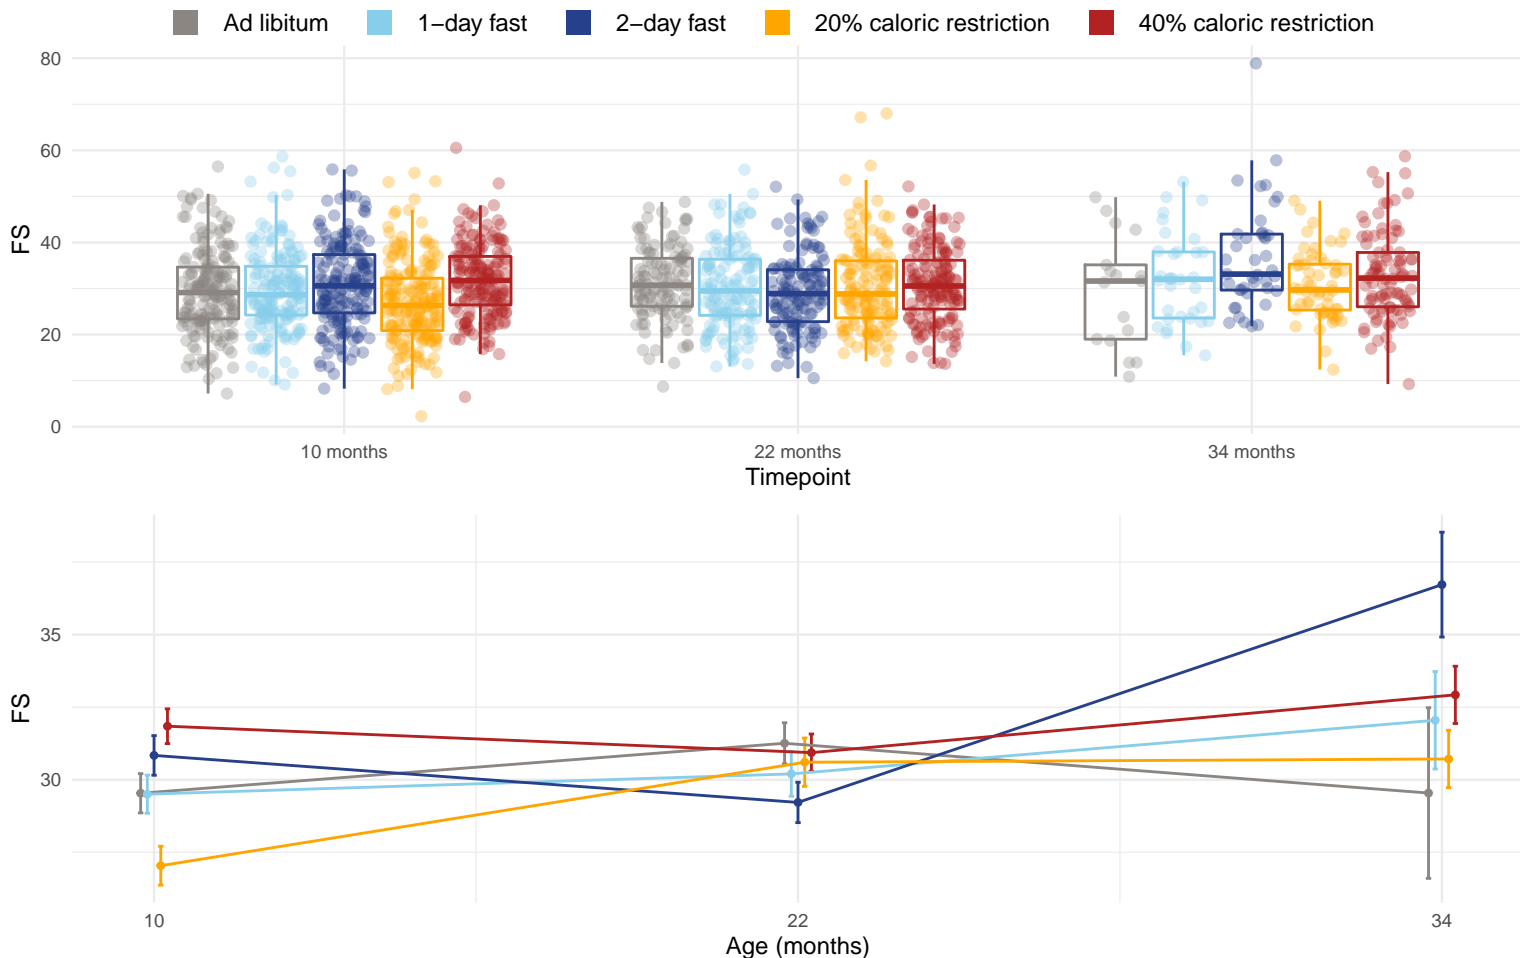 Ad libitum 1−day fast 2−day fast 20% caloric restriction 40% caloric restriction
80
60
40
20
0
FS
10 months 22 months 34 months
Timepoint
35
30
FS
10 22 34
Age (months)